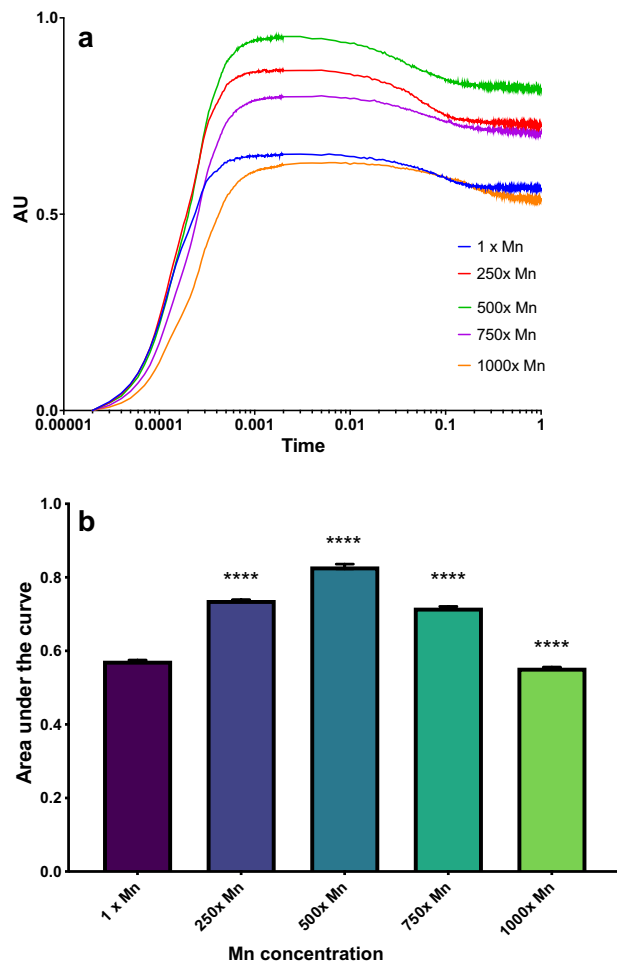 a
1.0
0.5
0.0
AU
0.00001
0.0001
0.001
0.01
0.1
1
Time
1 x Mn
250x Mn
500x Mn
750x Mn
1000x Mn
b
1.0
0.8
0.6
0.4
0.2
0.0
Area under the curve
****
****
****
****
1 x Mn
250x Mn
500x Mn
750x Mn
1000x Mn
Mn concentration